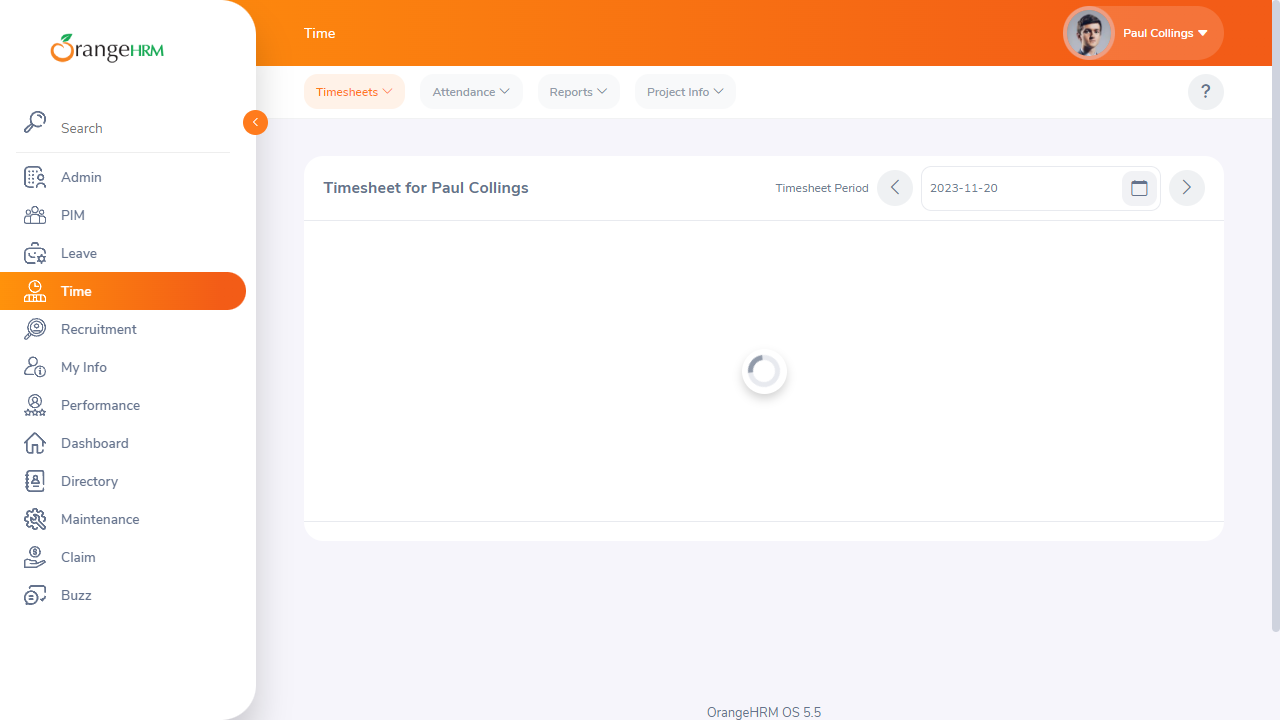 OrangeHRM
Time
Paul Collings
Timesheets
Attendance
Reports
Project Info
?
Search
Admin
PIM
Leave
Time
Recruitment
My Info
Performance
Dashboard
Directory
Maintenance
Claim
Buzz
Timesheet for Paul Collings
Timesheet Period
2023-11-20
OrangeHRM OS 5.5